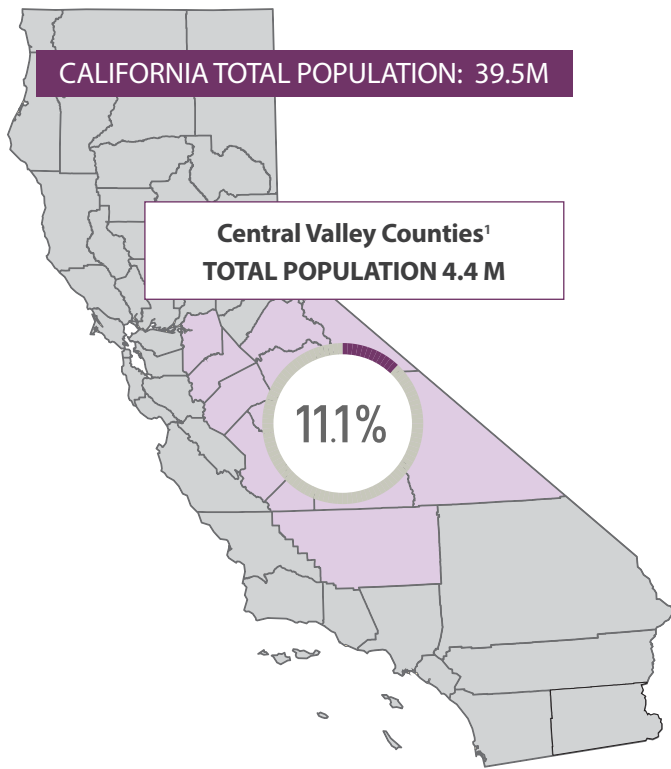 CALIFORNIA TOTAL POPULATION: 39.5M
Central Valley Counties¹
TOTAL POPULATION 4.4 M
11.1%